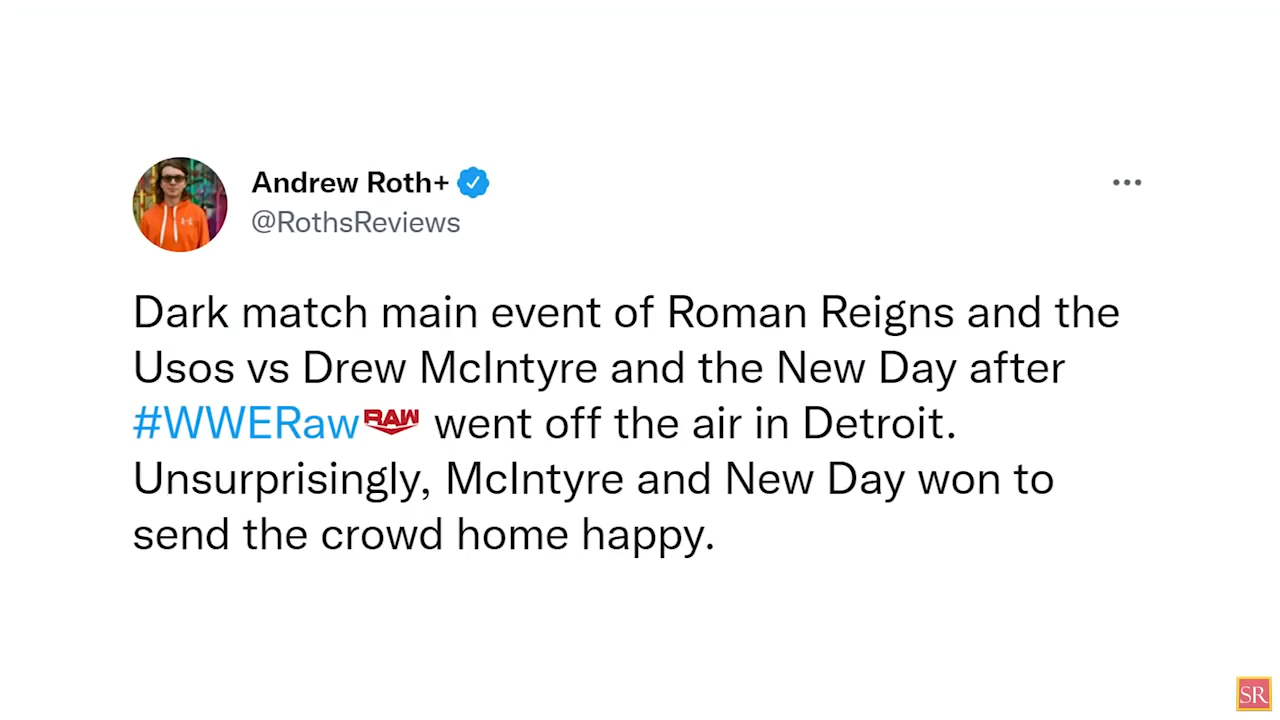 Andrew Roth+
@RothsReviews
Dark match main event of Roman Reigns and the
Usos vs Drew McIntyre and the New Day after
#WWERaw RAW went off the air in Detroit.
Unsurprisingly, McIntyre and New Day won to
send the crowd home happy.
SR